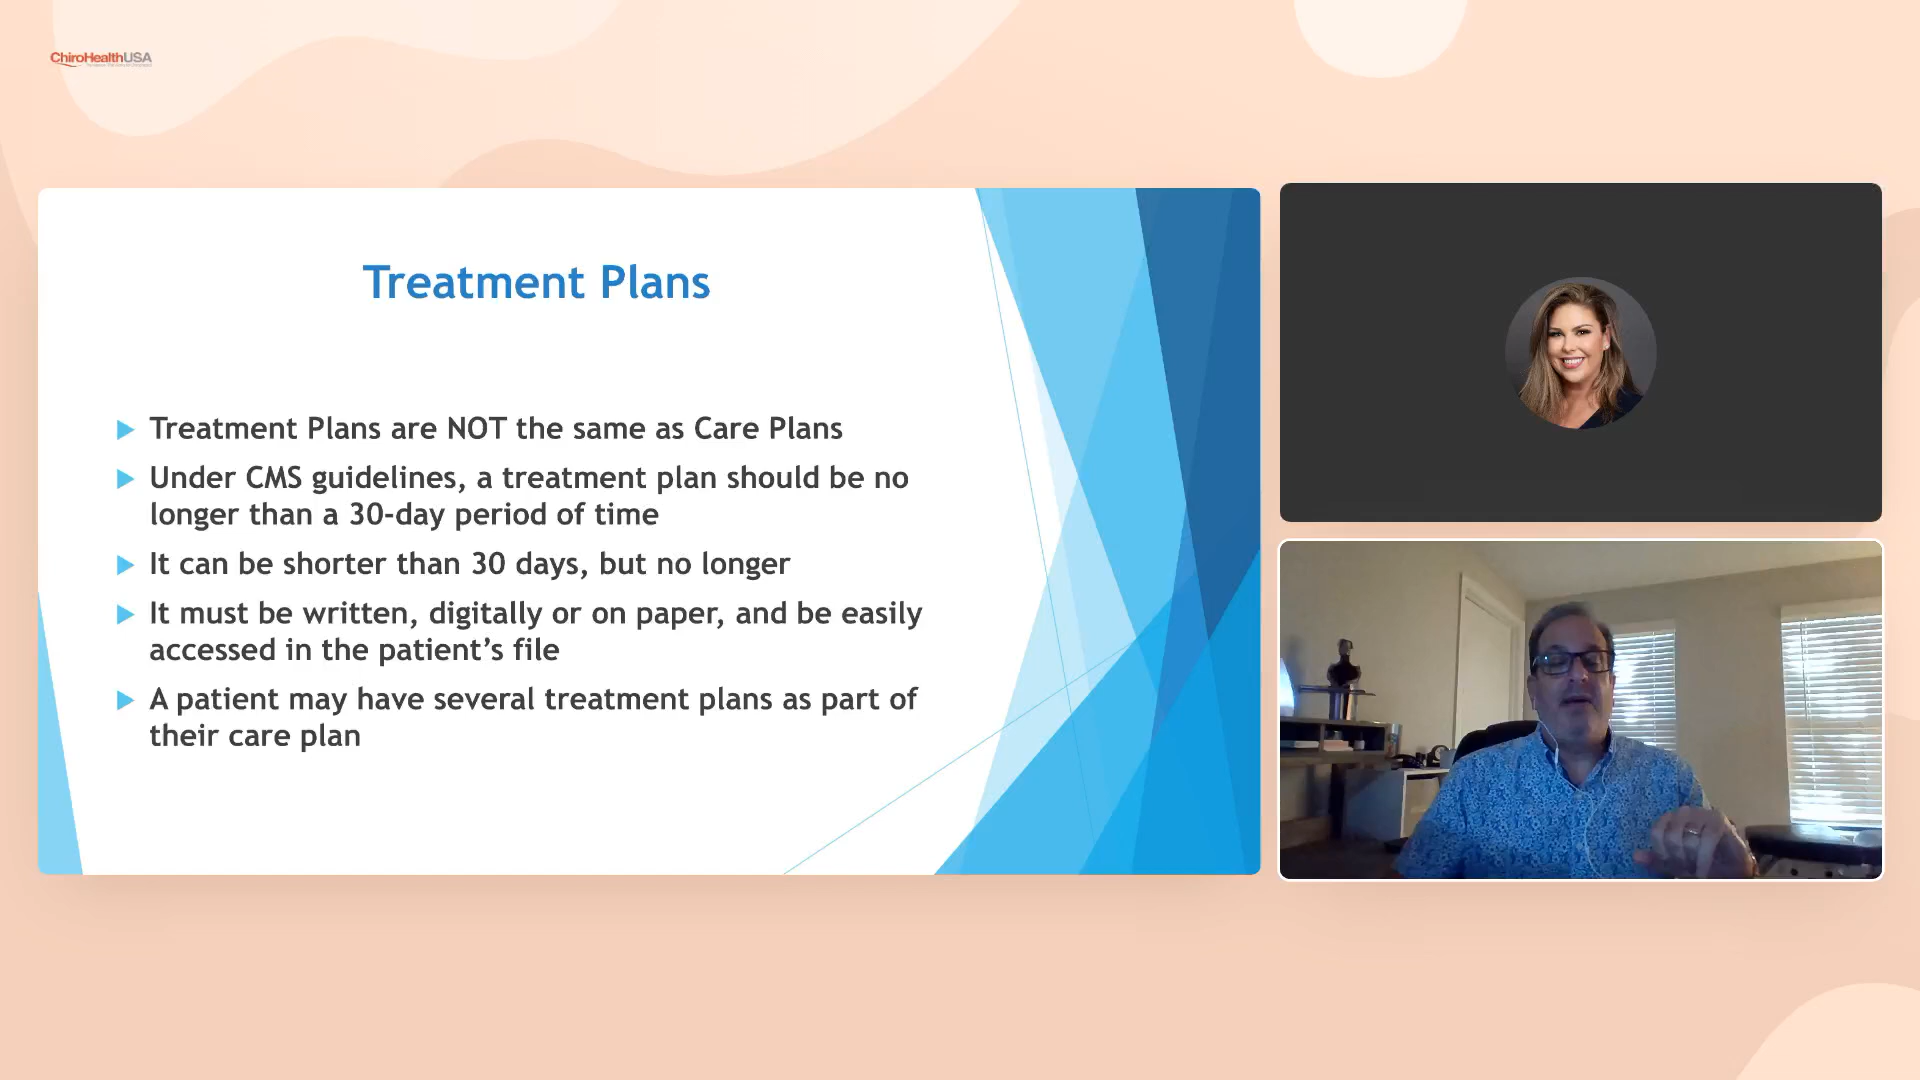 ChiroHealthUSA
Treatment Plans
Treatment Plans are NOT the same as Care Plans
Under CMS guidelines, a treatment plan should be no
longer than a 30-day period of time
It can be shorter than 30 days, but no longer
It must be written, digitally or on paper, and be easily
accessed in the patient’s file
A patient may have several treatment plans as part of
their care plan